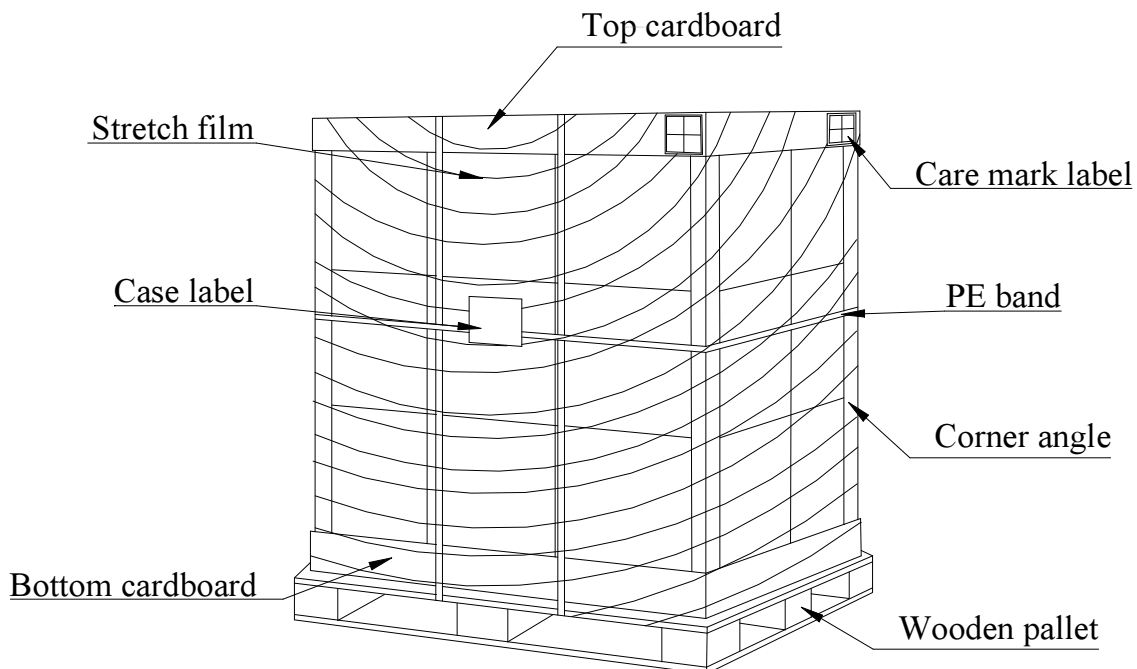 Top cardboard
Stretch film
Care mark label
Case label
PE band
Corner angle
Bottom cardboard
Wooden pallet